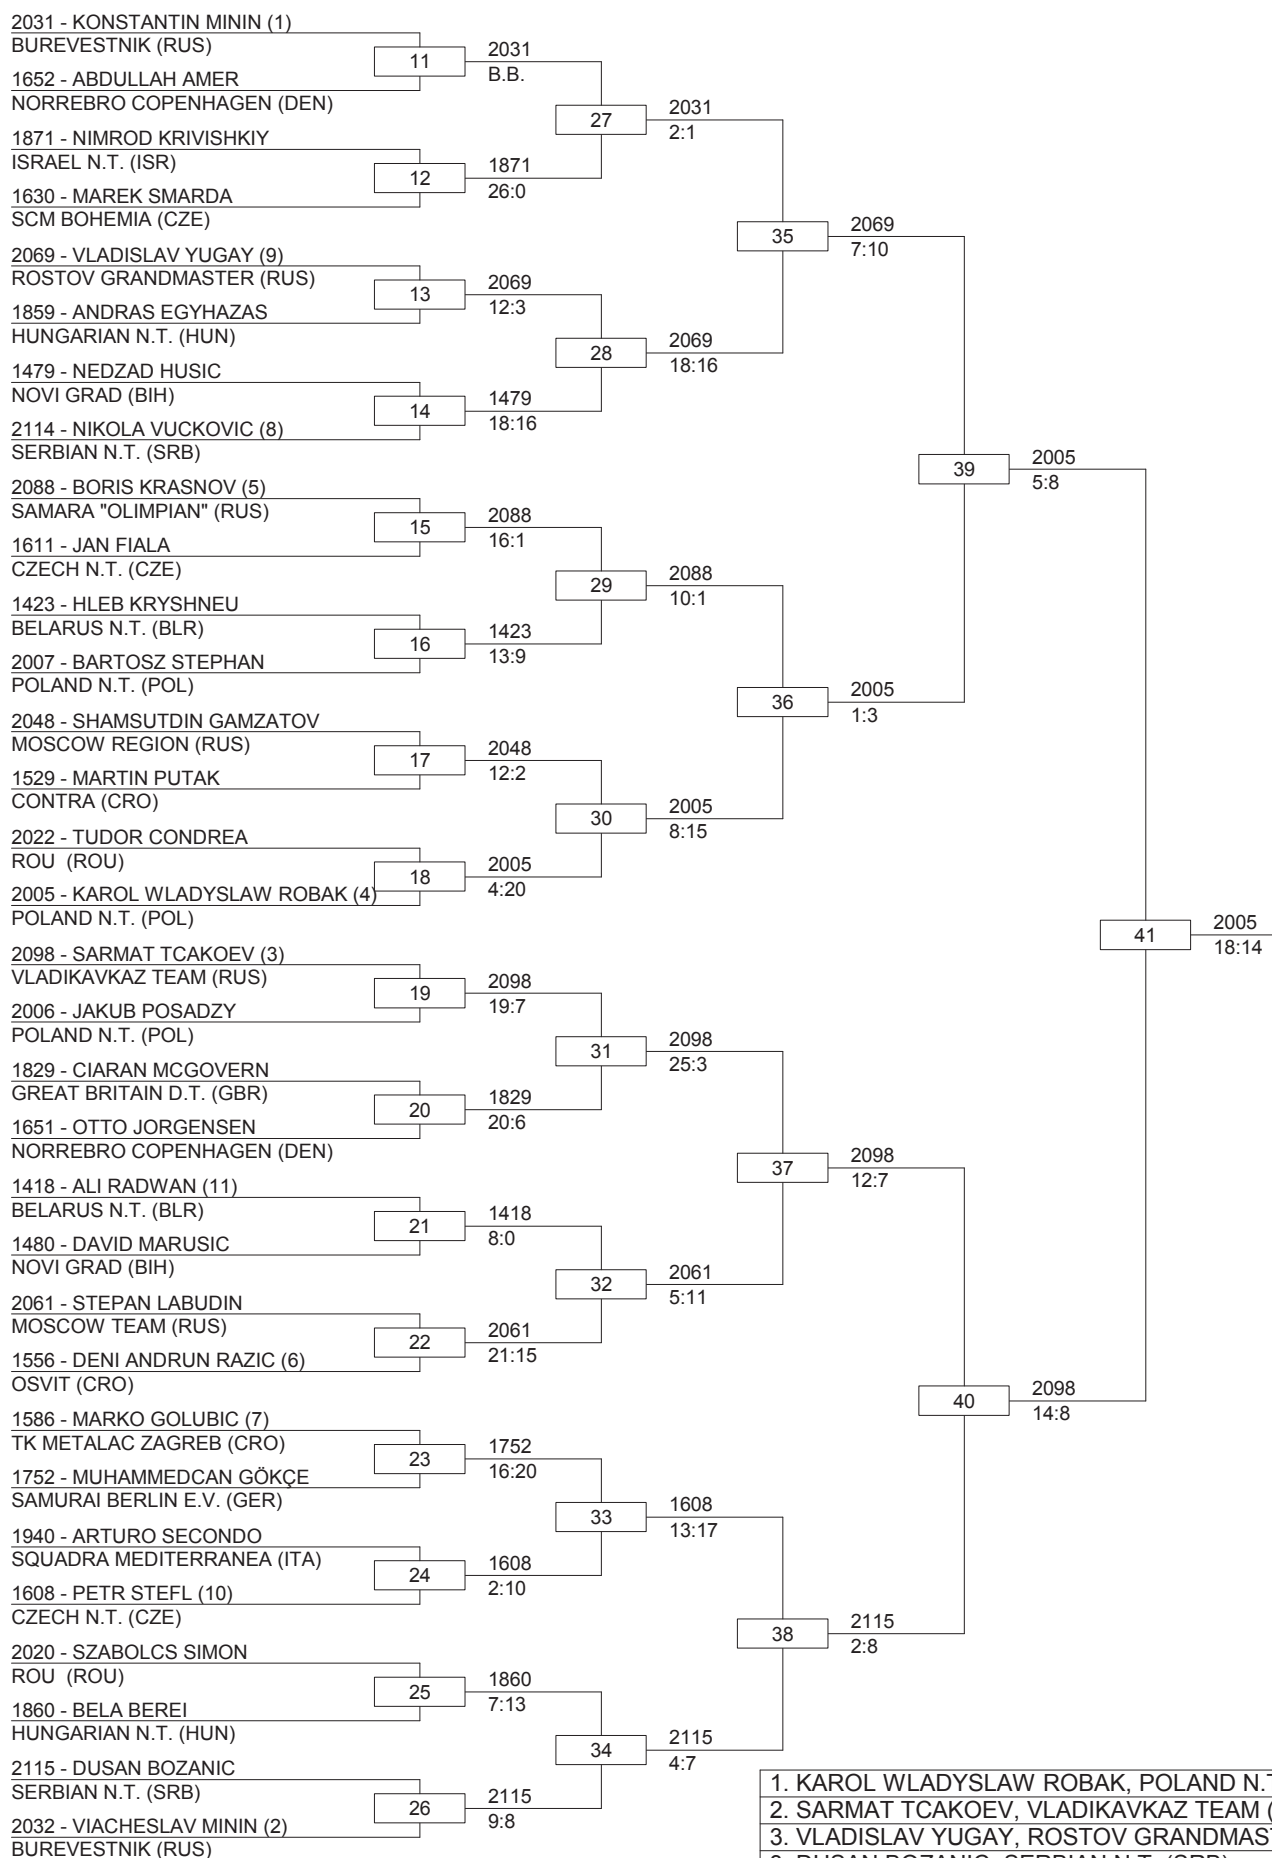 2031 - KONSTANTIN MININ (1)
BUREVESTNIK (RUS)
1652 - ABDULLAH AMER
NORREBRO COPENHAGEN (DEN)
1871 - NIMROD KRIVISHKIY
ISRAEL N.T. (ISR)
1630 - MAREK SMARDA
SCM BOHEMIA (CZE)
2069 - VLADISLAV YUGAY (9)
ROSTOV GRANDMASTER (RUS)
1859 - ANDRAS EGYHAZAS
HUNGARIAN N.T. (HUN)
1479 - NEDZAD HUSIC
NOVI GRAD (BIH)
2114 - NIKOLA VUCKOVIC (8)
SERBIAN N.T. (SRB)
2088 - BORIS KRASNOV (5)
SAMARA "OLIMPIAN" (RUS)
1611 - JAN FIALA
CZECH N.T. (CZE)
1423 - HLEB KRYSHNEU
BELARUS N.T. (BLR)
2007 - BARTOSZ STEPHAN
POLAND N.T. (POL)
2048 - SHAMSUTDIN GAMZATOV
MOSCOW REGION (RUS)
1529 - MARTIN PUTAK
CONTRA (CRO)
2022 - TUDOR CONDREA
ROU (ROU)
2005 - KAROL WLADYSLAW ROBAK (4)
POLAND N.T. (POL)
2098 - SARMAT TCAKOEV (3)
VLADIKAVKAZ TEAM (RUS)
2006 - JAKUB POSADZY
POLAND N.T. (POL)
1829 - CIARAN MCGOVERN
GREAT BRITAIN D.T. (GBR)
1651 - OTTO JORGENSEN
NORREBRO COPENHAGEN (DEN)
1418 - ALI RADWAN (11)
BELARUS N.T. (BLR)
1480 - DAVID MARUSIC
NOVI GRAD (BIH)
2061 - STEPAN LABUDIN
MOSCOW TEAM (RUS)
1556 - DENI ANDRUN RAZIC (6)
OSVIT (CRO)
1586 - MARKO GOLUBIC (7)
TK METALAC ZAGREB (CRO)
1752 - MUHAMMEDCAN GÖKÇE
SAMURAI BERLIN E.V. (GER)
1940 - ARTURO SECONDO
SQUADRA MEDITERRANEA (ITA)
1608 - PETR STEFL (10)
CZECH N.T. (CZE)
2020 - SZABOLCS SIMON
ROU (ROU)
1860 - BELA BEREI
HUNGARIAN N.T. (HUN)
2115 - DUSAN BOZANIC
SERBIAN N.T. (SRB)
2032 - VIACHESLAV MININ (2)
BUREVESTNIK (RUS)
11
2031
B.B.
12
1871
26:0
13
2069
12:3
14
1479
18:16
15
2088
16:1
16
1423
13:9
17
2048
12:2
18
2005
4:20
19
2098
19:7
20
1829
20:6
21
1418
8:0
22
2061
21:15
23
1752
16:20
24
1608
2:10
25
1860
7:13
26
2115
9:8
27
2031
2:1
28
2069
18:16
29
2088
10:1
30
2005
8:15
31
2098
25:3
32
2061
5:11
33
1608
13:17
34
2115
4:7
35
2069
7:10
36
2005
1:3
37
2098
12:7
38
2115
2:8
39
2005
5:8
40
2098
14:8
41
2005
18:14
1. KAROL WLADYSLAW ROBAK, POLAND N.
2. SARMAT TCAKOEV, VLADIKAVKAZ TEAM (
3. VLADISLAV YUGAY, ROSTOV
3. DUSAN BOZANIC, SERBIAN N.T. (SRB)